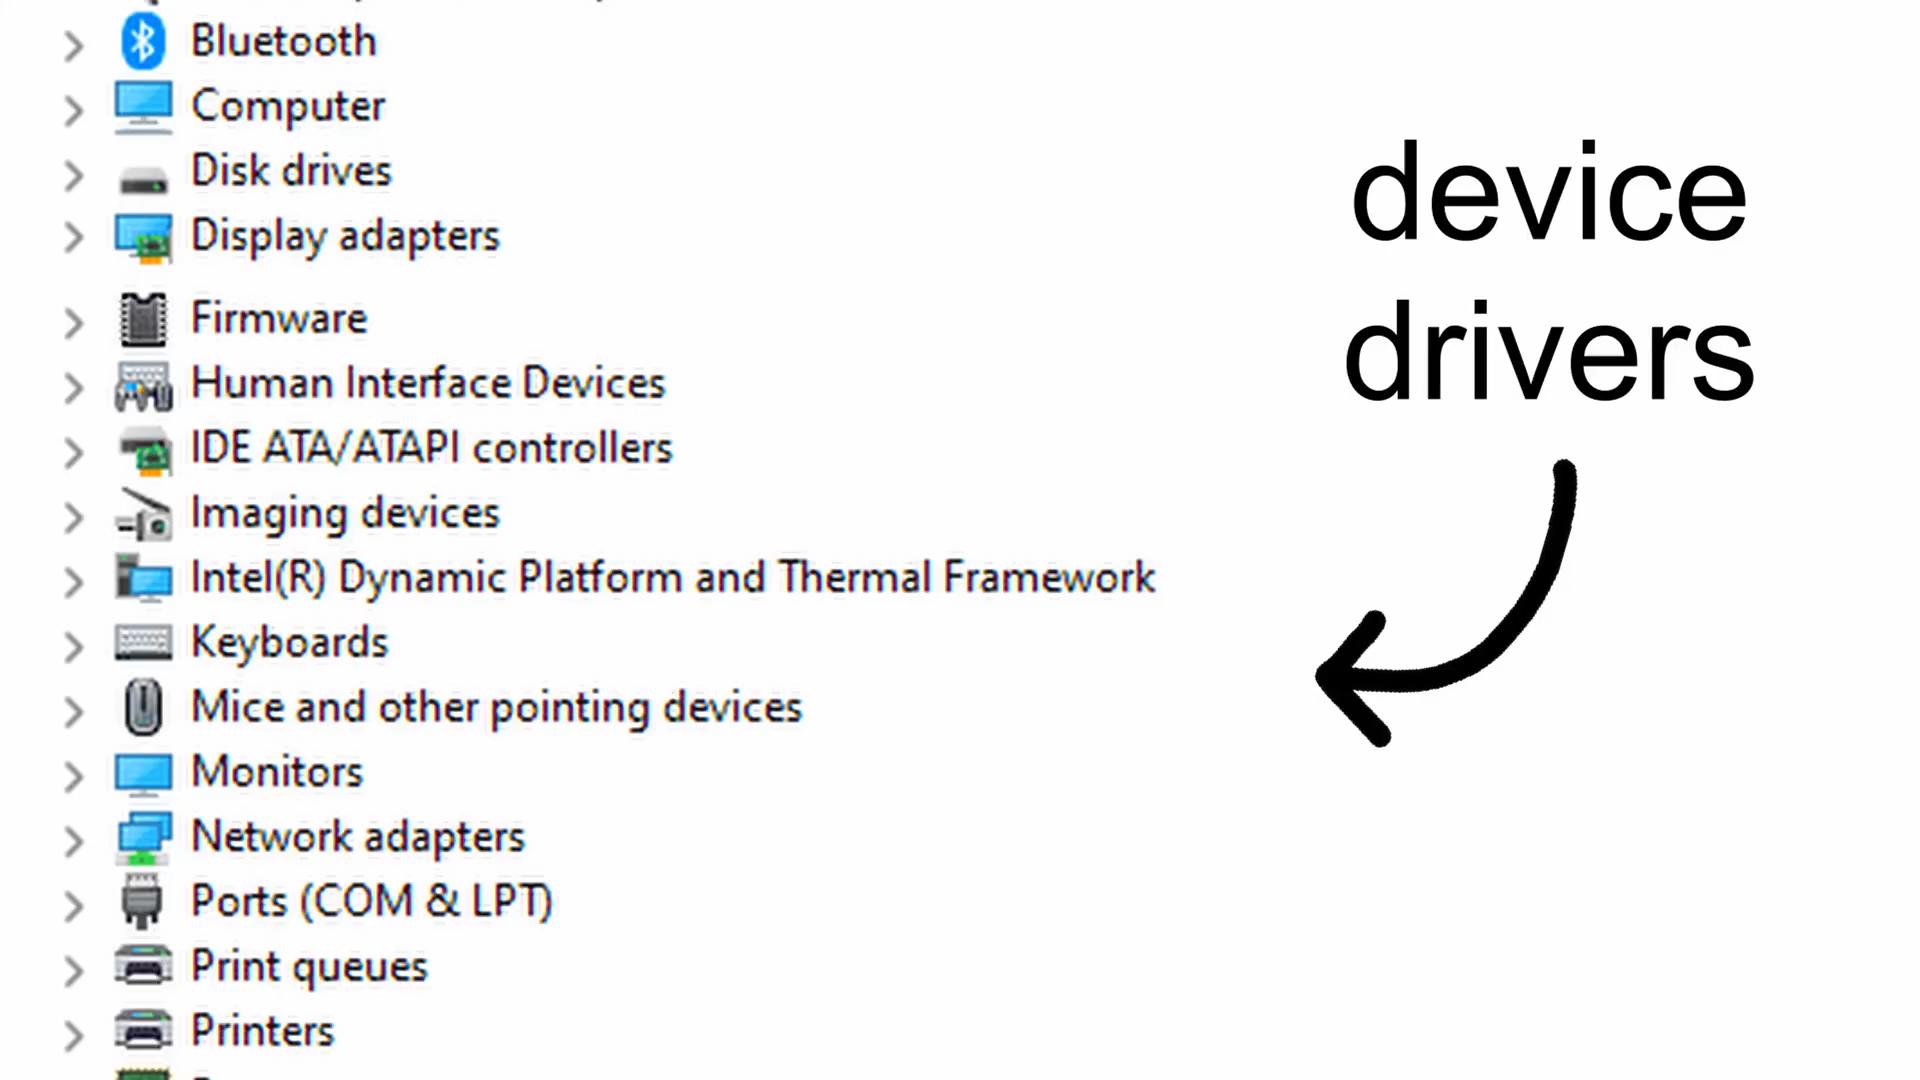 Bluetooth
Computer
Disk drives
Display adapters
Firmware
Human Interface Devices
IDE ATA/ATAPI controllers
Imaging devices
Intel(R) Dynamic Platform and Thermal Framework
Keyboards
Mice and other pointing devices
Monitors
Network adapters
Ports (COM & LPT)
Print queues
Printers
device
drivers